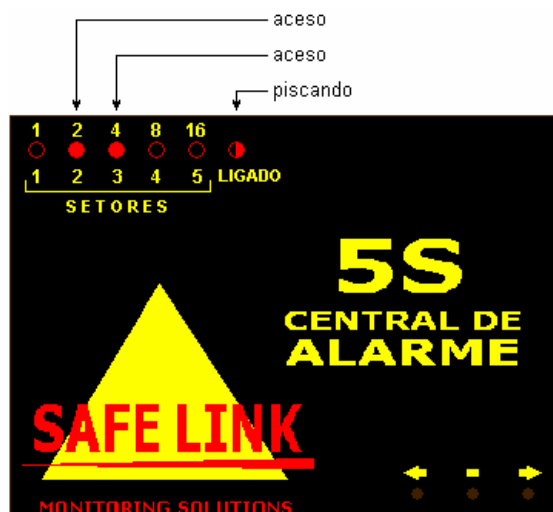 aceso
aceso
piscando
1 2 4 8 16
1 2 3 4 5 LIGADO
SETORES
5S
CENTRAL DE
ALARME
SAFE LINK
MONITORING SOLUTIONS